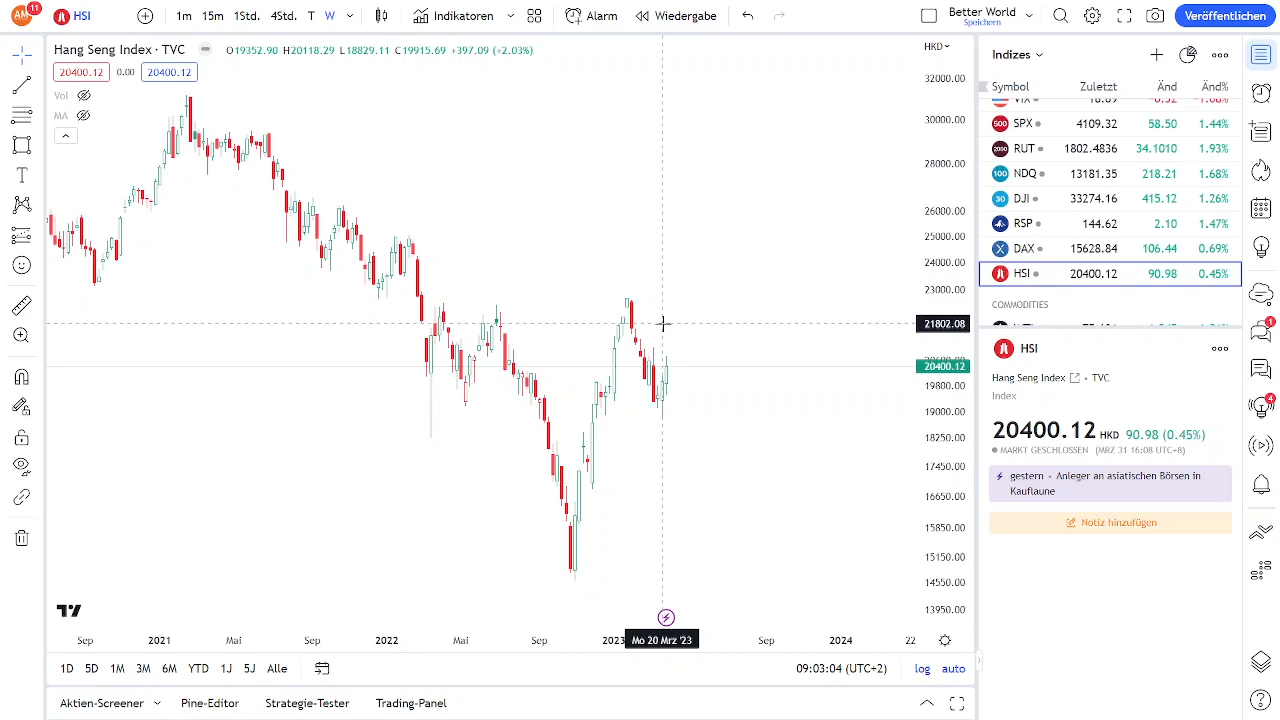 AM 11 HSI 1m 15m 1Std. 4Std. T W Indikatoren Alarm Wiedergabe Better World Speichern Veröffentlichen
Hang Seng Index · TVC O19352.90 H20118.29 L18829.11 C19915.69 +397.09 (+2.03%)
20400.12 0.00 20400.12
Vol
MA
HKD
32000.00
30000.00
28000.00
26000.00
25000.00
24000.00
23000.00
21802.08
20400.12
19800.00
19000.00
18250.00
17450.00
16650.00
15850.00
15150.00
14550.00
13950.00
Sep 2021 Mai Sep 2022 Mai Sep 2023 Mo 20 Mrz '23 Sep 2024 22
1D 5D 1M 3M 6M YTD 1J 5J Alle 09:03:04 (UTC+2) log auto
Aktien-Screener Pine-Editor Strategie-Tester Trading-Panel
Indizes
Symbol Zuletzt Änd Änd%
500 SPX 4109.32 58.50 1.44%
2000 RUT 1802.4836 34.1010 1.93%
100 NDQ 13181.35 218.21 1.68%
30 DJI 33274.16 415.12 1.26%
RSP 144.62 2.10 1.47%
X DAX 15628.84 106.44 0.69%
HSI 20400.12 90.98 0.45%
COMMODITIES
HSI
Hang Seng Index • TVC
Index
20400.12 HKD 90.98 (0.45%)
MARKT GESCHLOSSEN (MRZ 31 16:08 UTC+8)
gestern • Anleger an asiatischen Börsen in
Kauflaune
Notiz hinzufügen
1
4